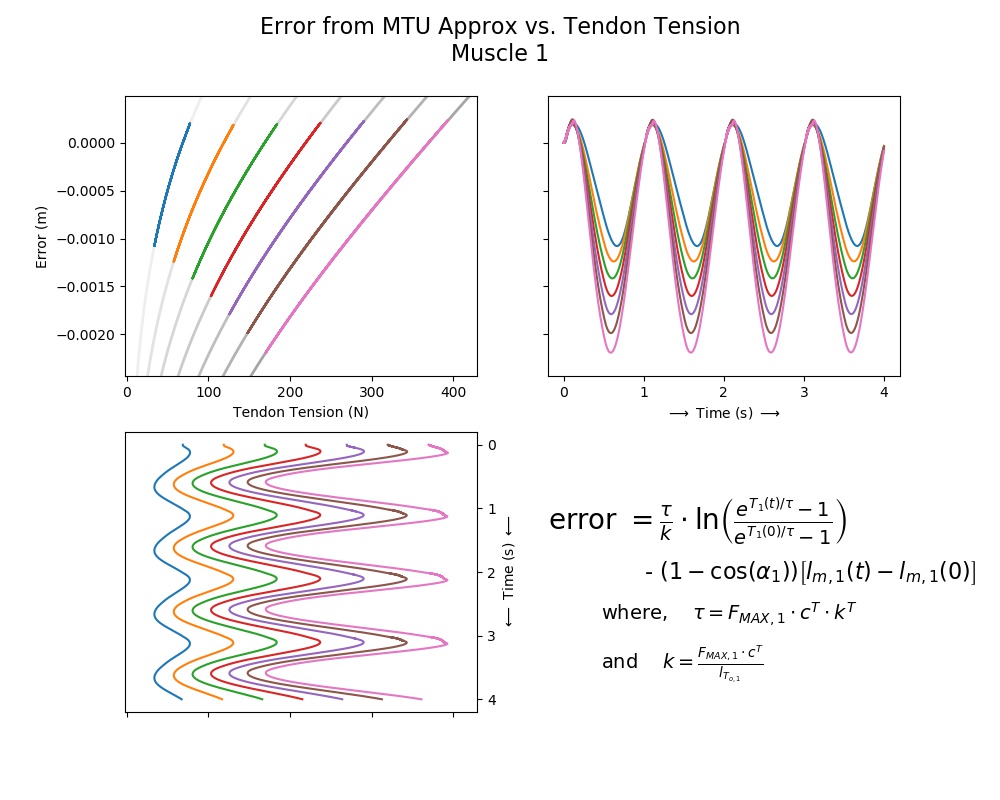 Error from MTU Approx vs. Tendon Tension
Muscle 1
0.0000
−0.0005
−0.0010
−0.0015
−0.0020
Error (m)
0 100 200 300 400
Tendon Tension (N)
0 1 2 3 4
⟶ Time (s) ⟶
0
1
2
3
4
⟵ Time (s) ⟵
error = τ/k · ln((e^{T_1(t)/τ} − 1)/(e^{T_1(0)/τ} − 1))
- (1 − cos(α_1))[l_{m,1}(t) − l_{m,1}(0)]
where, τ = F_{MAX,1} · c^T · k^T
and k = F_{MAX,1} · c^T / l_{T_{o,1}}